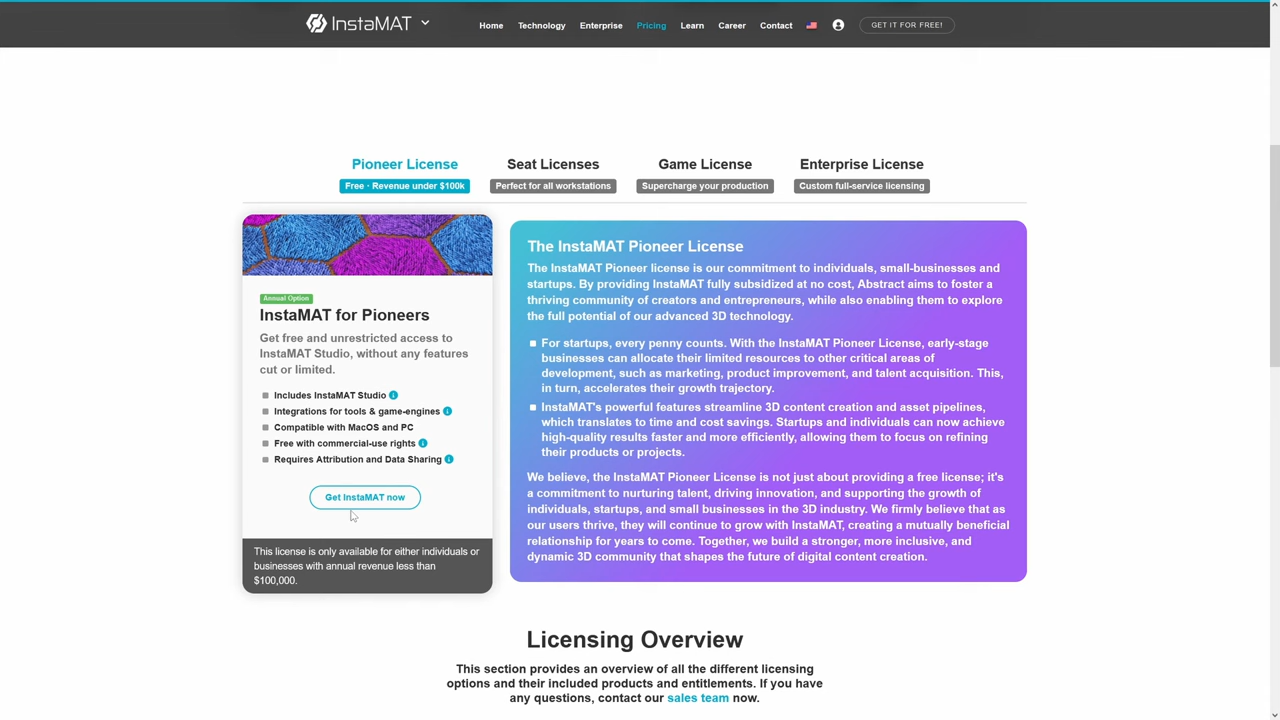 InstaMAT
Home Technology Enterprise Pricing Learn Career Contact GET IT FOR FREE!
Pioneer License Seat Licenses Game License Enterprise License
Free · Revenue under $100k Perfect for all workstations Supercharge your production Custom full-service licensing
Annual Option
InstaMAT for Pioneers
Get free and unrestricted access to
InstaMAT Studio, without any features
cut or limited.
Includes InstaMAT Studio
Integrations for tools & game-engines
Compatible with MacOS and PC
Free with commercial-use rights
Requires Attribution and Data Sharing
Get InstaMAT now
This license is only available for either individuals or
businesses with annual revenue less than
$100,000.
The InstaMAT Pioneer License
The InstaMAT Pioneer license is our commitment to individuals, small-businesses and
startups. By providing InstaMAT fully subsidized at no cost, Abstract aims to foster a
thriving community of creators and entrepreneurs, while also enabling them to explore
the full potential of our advanced 3D technology.
For startups, every penny counts. With the InstaMAT Pioneer License, early-stage
businesses can allocate their limited resources to other critical areas of
development, such as marketing, product improvement, and talent acquisition. This,
in turn, accelerates their growth trajectory.
InstaMAT's powerful features streamline 3D content creation and asset pipelines,
which translates to time and cost savings. Startups and individuals can now achieve
high-quality results faster and more efficiently, allowing them to focus on refining
their products or projects.
We believe, the InstaMAT Pioneer License is not just about providing a free license; it's
a commitment to nurturing talent, driving innovation, and supporting the growth of
individuals, startups, and small businesses in the 3D industry. We firmly believe that as
our users thrive, they will continue to grow with InstaMAT, creating a mutually beneficial
relationship for years to come. Together, we build a stronger, more inclusive, and
dynamic 3D community that shapes the future of digital content creation.
Licensing Overview
This section provides an overview of all the different licensing
options and their included products and entitlements. If you have
any questions, contact our sales team now.